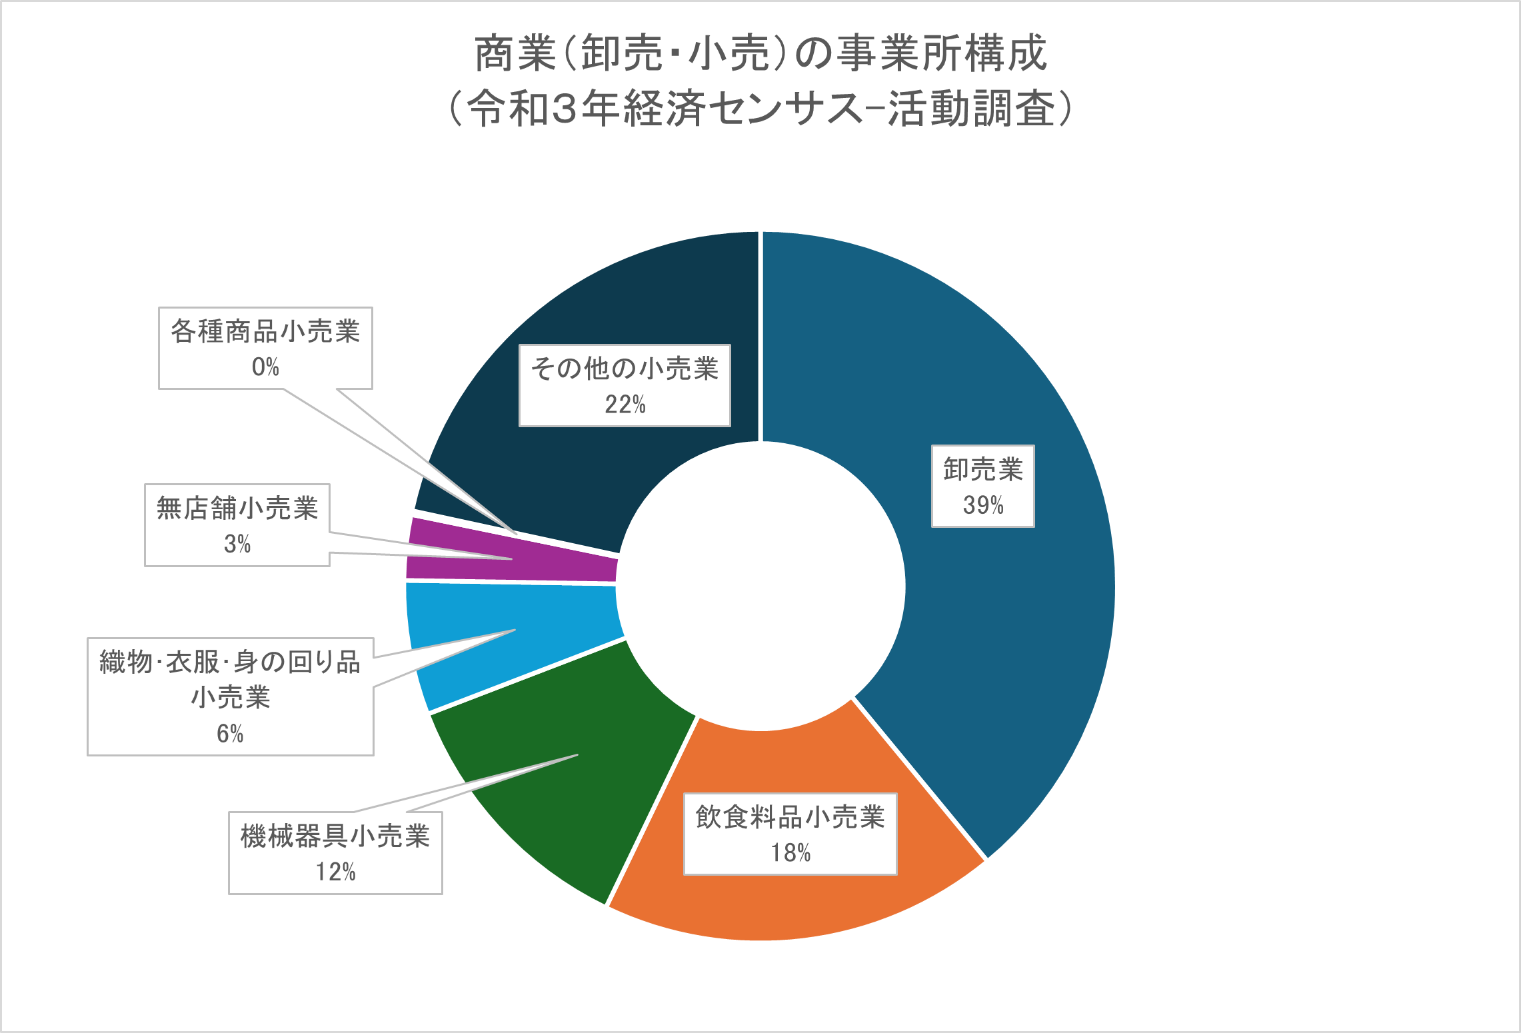 商業（卸売・小売）の事業所構成
（令和３年経済センサス−活動調査）
各種商品小売業
0%
その他の小売業
22%
卸売業
39%
無店舗小売業
3%
織物・衣服・身の回り品
小売業
6%
機械器具小売業
12%
飲食料品小売業
18%